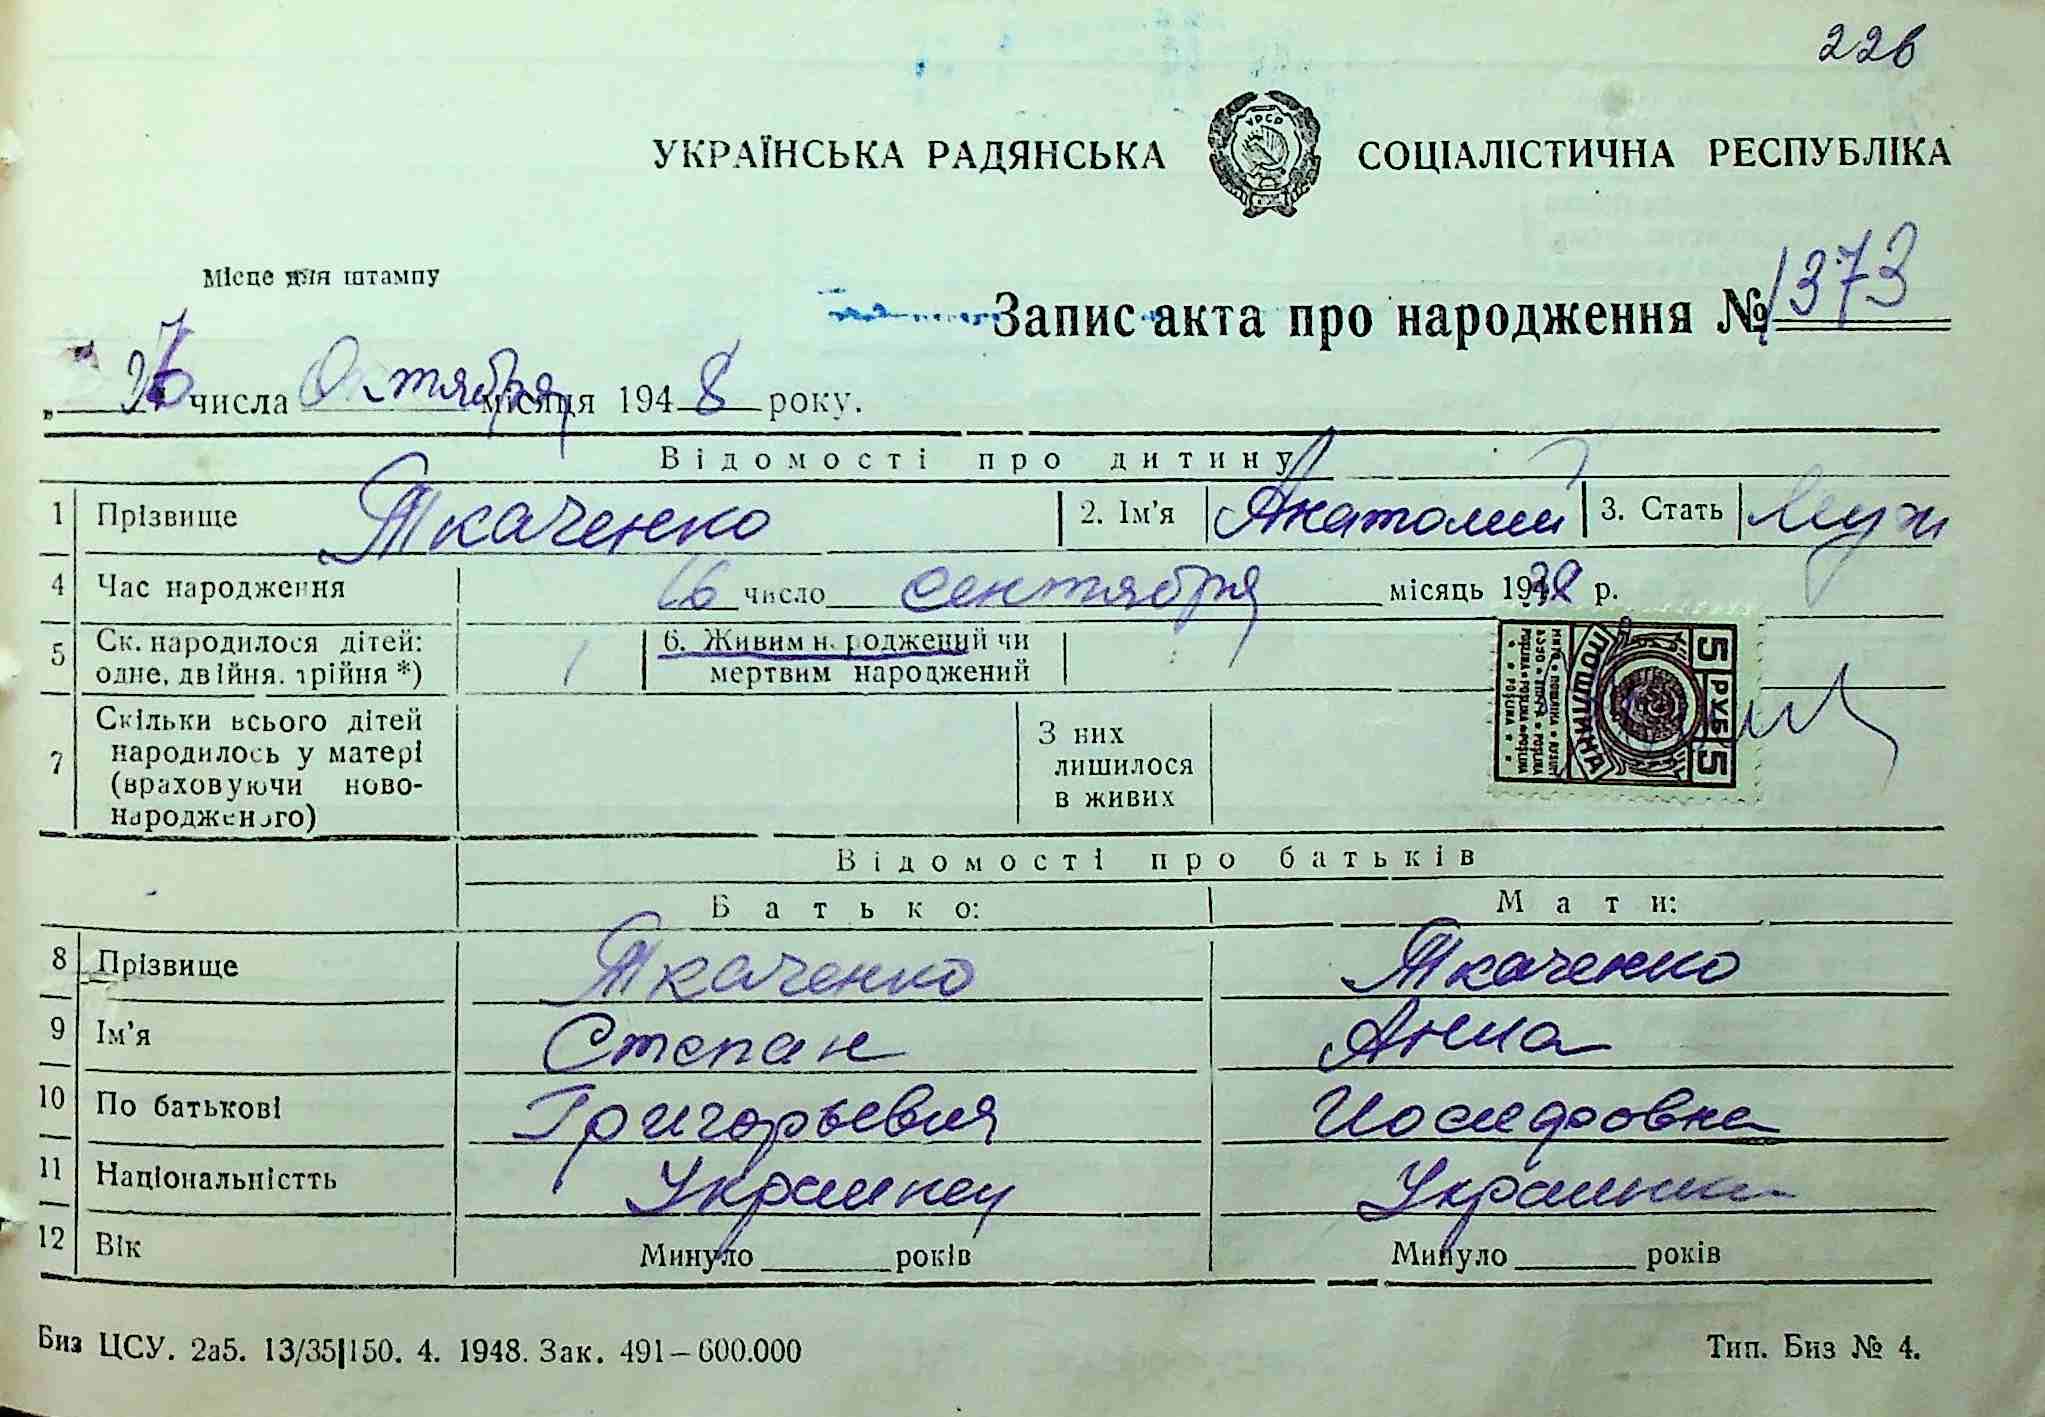 226
УКРАЇНСЬКА РАДЯНСЬКА СОЦІАЛІСТИЧНА РЕСПУБЛІКА
УРСР
Місце для штампу
Запис акта про народження № 1373
" числа Октября місяця 1948 року.
Відомості про дитину
1 Прізвище Ткаченко 2. Ім'я Анатолий 3. Стать Муж
4 Час народження 16 число сентября місяць 19 р.
5 Ск. народилося дітей: одне, двійня, трійня *) 1 6. Живим народжений чи мертвим народжений
7 Скільки всього дітей народилось у матері (враховуючи новонародженого) З них лишилося в живих
5 РУБ 5
ПОШЛИНА
Відомості про батьків
Батько: Мати:
8 Прізвище Ткаченко Ткаченко
9 Ім'я Степан Анна
10 По батькові Григорьевич Иосифовна
11 Національністть Украинец Украинка
12 Вік Минуло років Минуло років
Биз ЦСУ. 2а5. 13/35|150. 4. 1948. Зак. 491–600.000 Тип. Биз № 4.